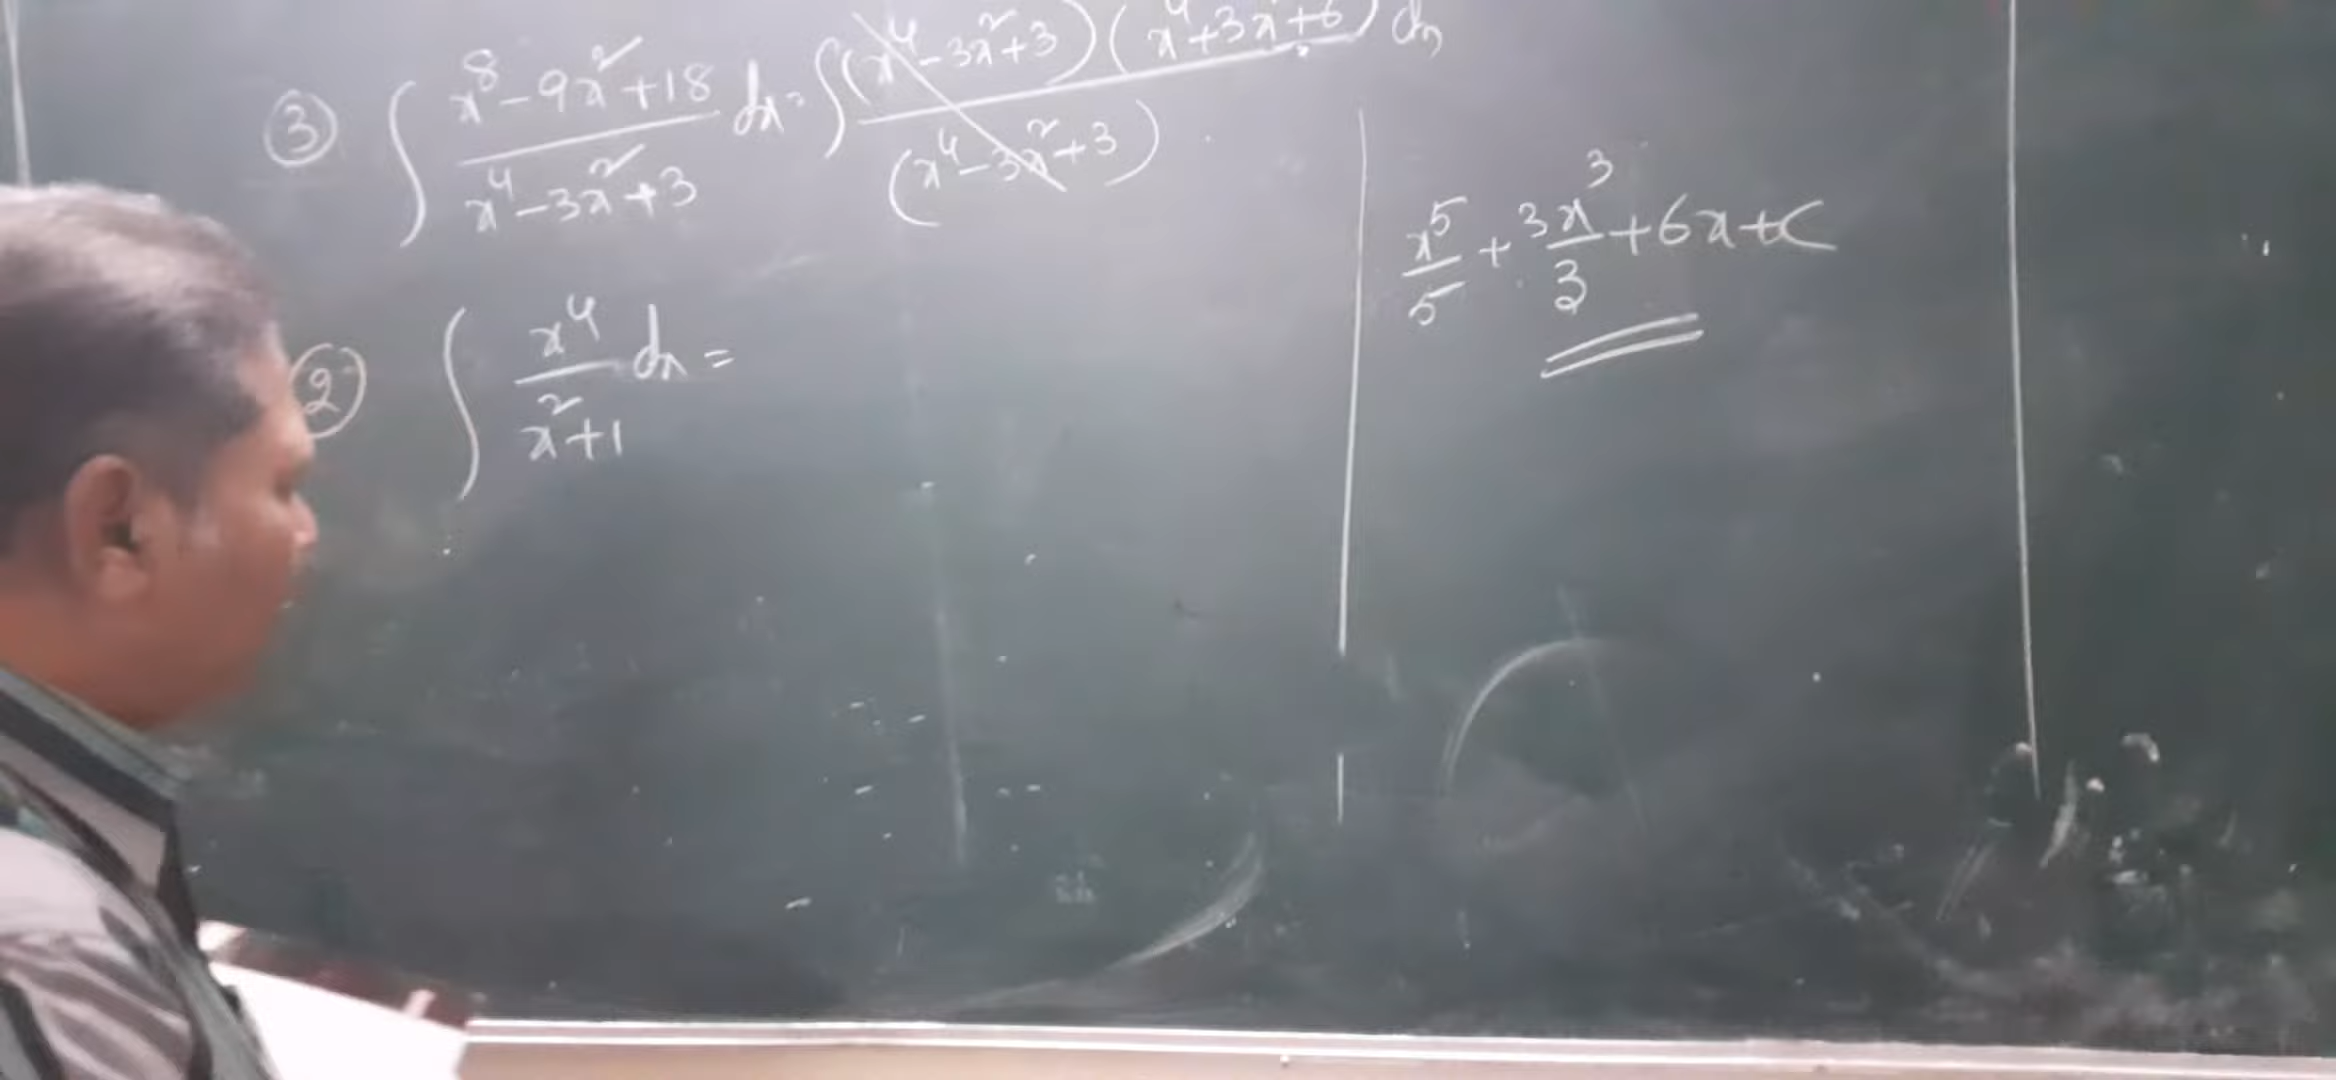 ③ ∫ (x⁸-9x²+18)/(x⁴-3x²+3) dx = ∫ (x⁴-3x²+3)(x⁴+3x²+6)/(x⁴-3x²+3) dx
x⁵/5 + 3x³/3 + 6x + C
② ∫ x⁴/(x²+1) dx =